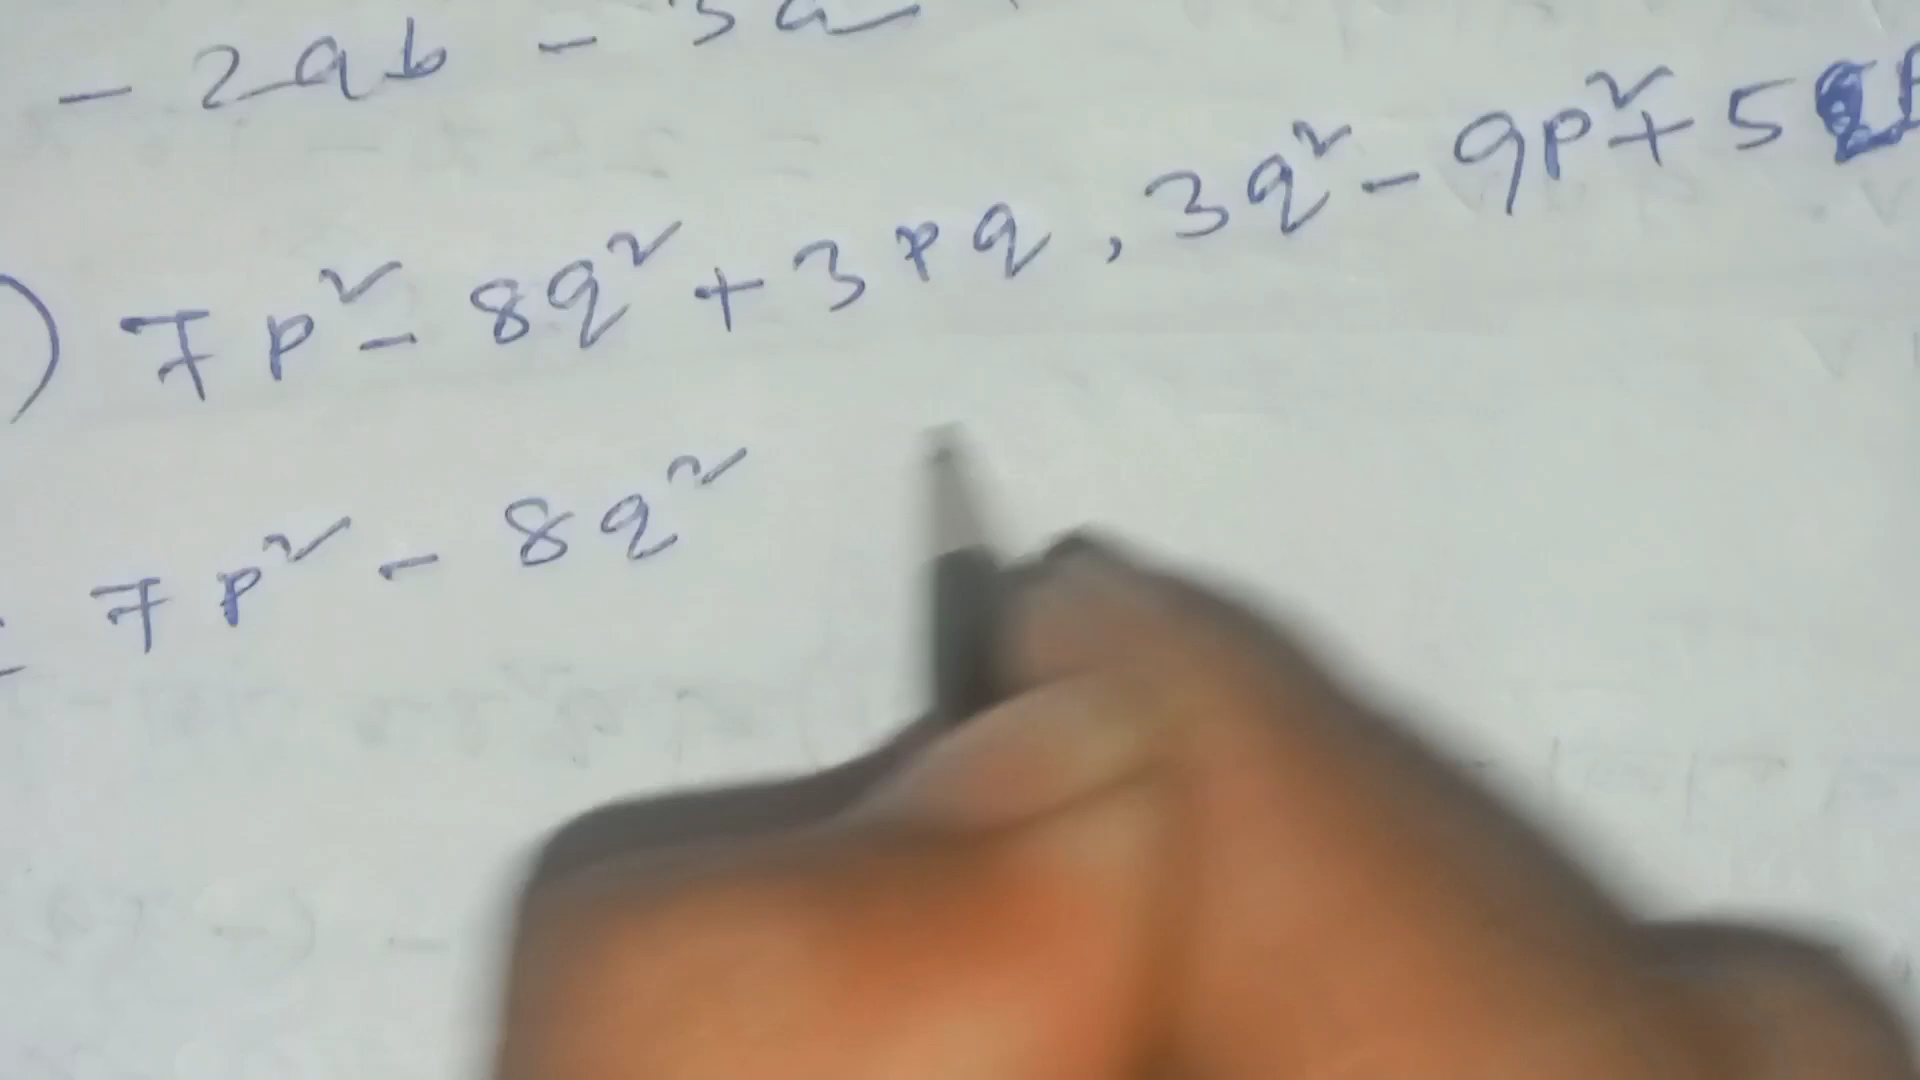 - 2ab - 3a
) 7p² - 8q² + 3pq, 3q² - 9p² + 5
= 7p² - 8q²